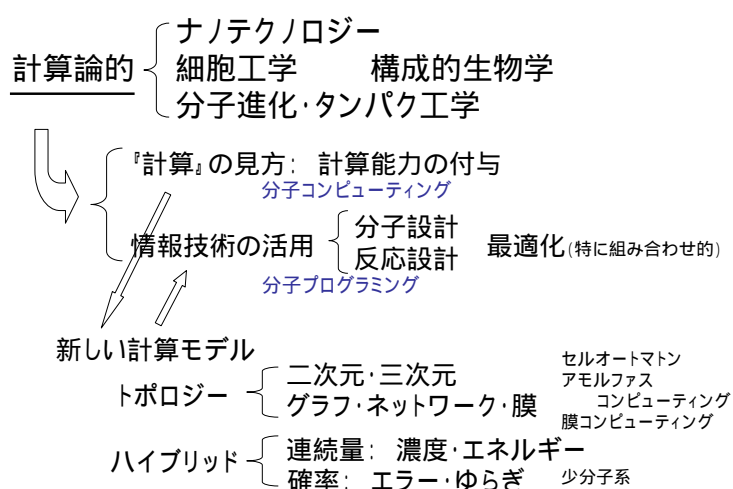 ナノテクノロジー
計算論的 細胞工学 構成的生物学
分子進化・タンパク工学
『計算』の見方： 計算能力の付与
分子コンピューティング
分子設計
情報技術の活用 最適化(特に組み合わせ的)
反応設計
分子プログラミング
新しい計算モデル
セルオートマトン
二次元・三次元
アモルファス
トポロジー
コンピューティング
グラフ・ネットワーク・膜
膜コンピューティング
連続量： 濃度・エネルギー
ハイブリッド
確率： エラー・ゆらぎ 少分子系